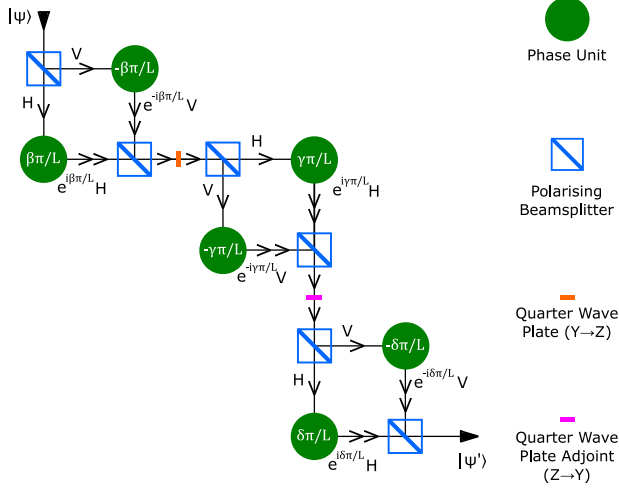 |Ψ⟩
V
-βπ/L
Phase Unit
H
e^-iβπ/L V
βπ/L
H
γπ/L
e^iβπ/L H
V
e^iγπ/L H
Polarising
Beamsplitter
-γπ/L
e^-iγπ/L V
Quarter Wave
Plate (Y→Z)
V
-δπ/L
H
e^-iδπ/L V
δπ/L
e^iδπ/L H
|Ψ'⟩
Quarter Wave
Plate Adjoint
(Z→Y)